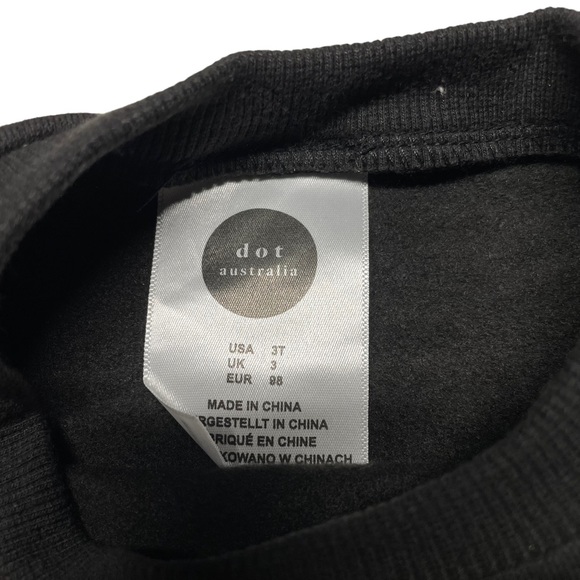 dot
australia
USA 3T
UK 3
EUR 98
MADE IN CHINA
RGESTELLT IN CHINA
RIQUÉ EN CHINE
KOWANO W CHINACH